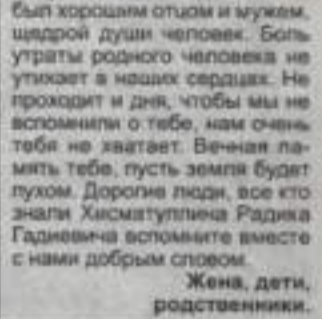 был хорошим отцом и мужем,
щедрой души человек. Боль
утраты родного человека не
утихает в наших сердцах. Не
проходит и дня, чтобы мы не
вспомнили о тебе, нам очень
тебя не хватает. Вечная па-
мять тебе, пусть земля будет
пухом. Дорогие люди, все кто
знали Хисматуллина Радика
Гадиевича вспомните вместе
с нами добрым словом.
Жена, дети,
родственники.